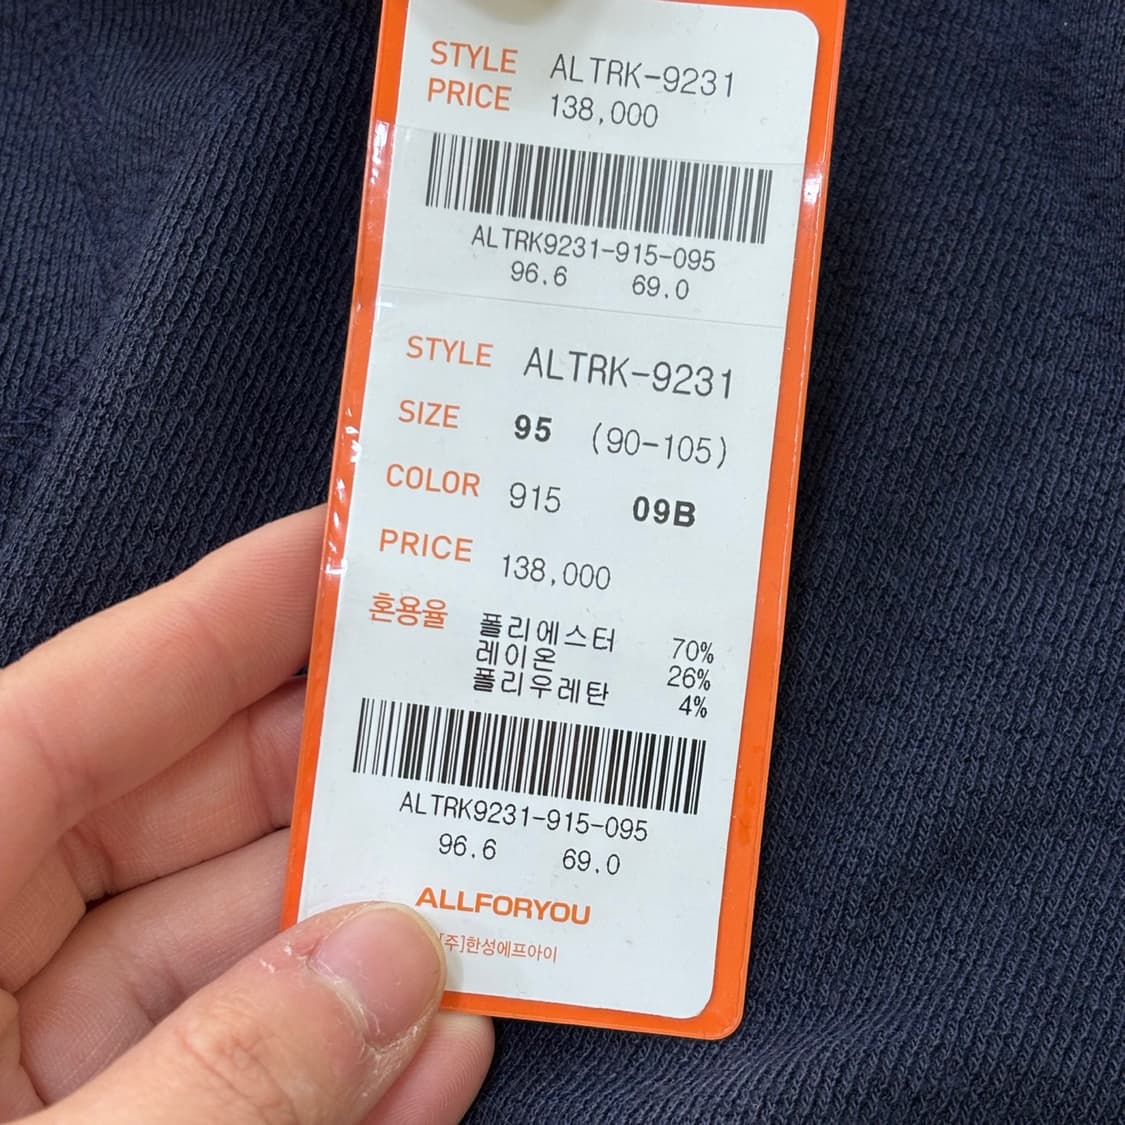 STYLE ALTRK-9231
PRICE 138,000
ALTRK9231-915-095
96.6 69.0
STYLE ALTRK-9231
SIZE 95 (90-105)
COLOR 915 09B
PRICE 138,000
혼용율 폴리에스터 70%
레이온 26%
폴리우레탄 4%
ALTRK9231-915-095
96.6 69.0
ALLFORYOU
[주]한성에프아이